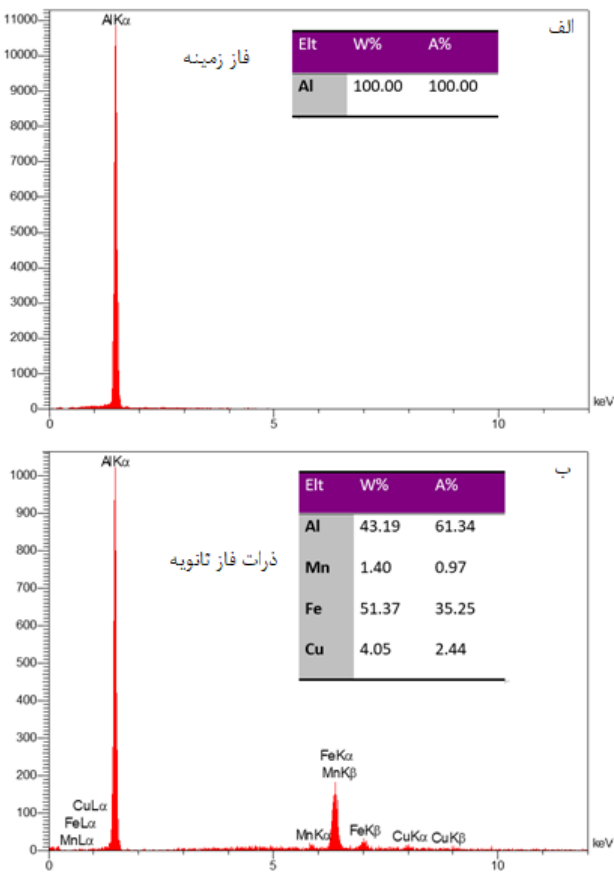 الف
AlKα
11000
فاز زمینه
Elt W% A%
Al 100.00 100.00
10000
9000
8000
7000
6000
5000
4000
3000
2000
1000
0
0 5 10 keV
ب
AlKα
1000
Elt W% A%
Al 43.19 61.34
Mn 1.40 0.97
Fe 51.37 35.25
Cu 4.05 2.44
ذرات فاز ثانویه
900
800
700
600
500
400
300
200
100
0
FeKα
MnKβ
CuLα
FeLα
MnLα
MnKα FeKβ CuKα CuKβ
0 5 10 keV